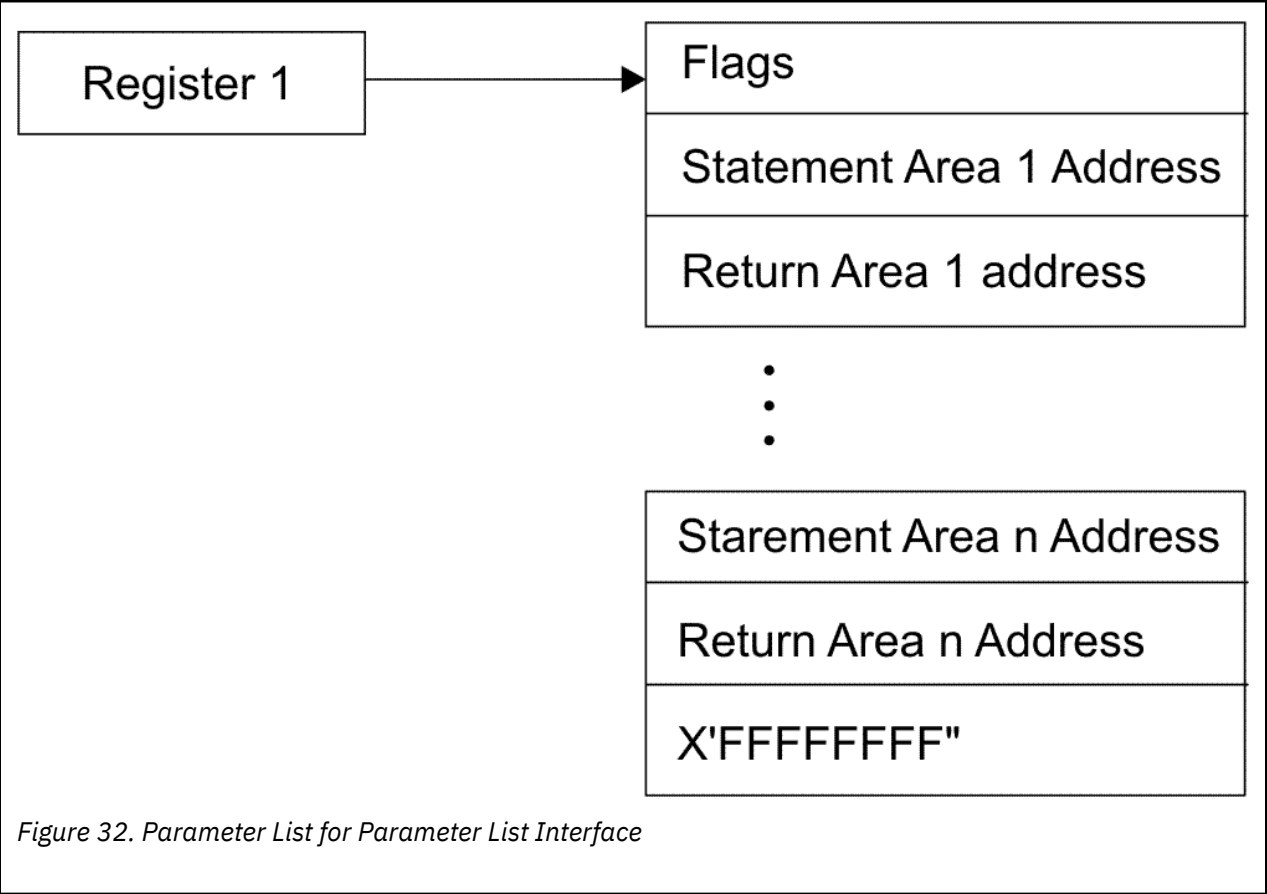 Register 1
Flags
Statement Area 1 Address
Return Area 1 address
Starement Area n Address
Return Area n Address
X'FFFFFFFF"
Figure 32. Parameter List for Parameter List Interface